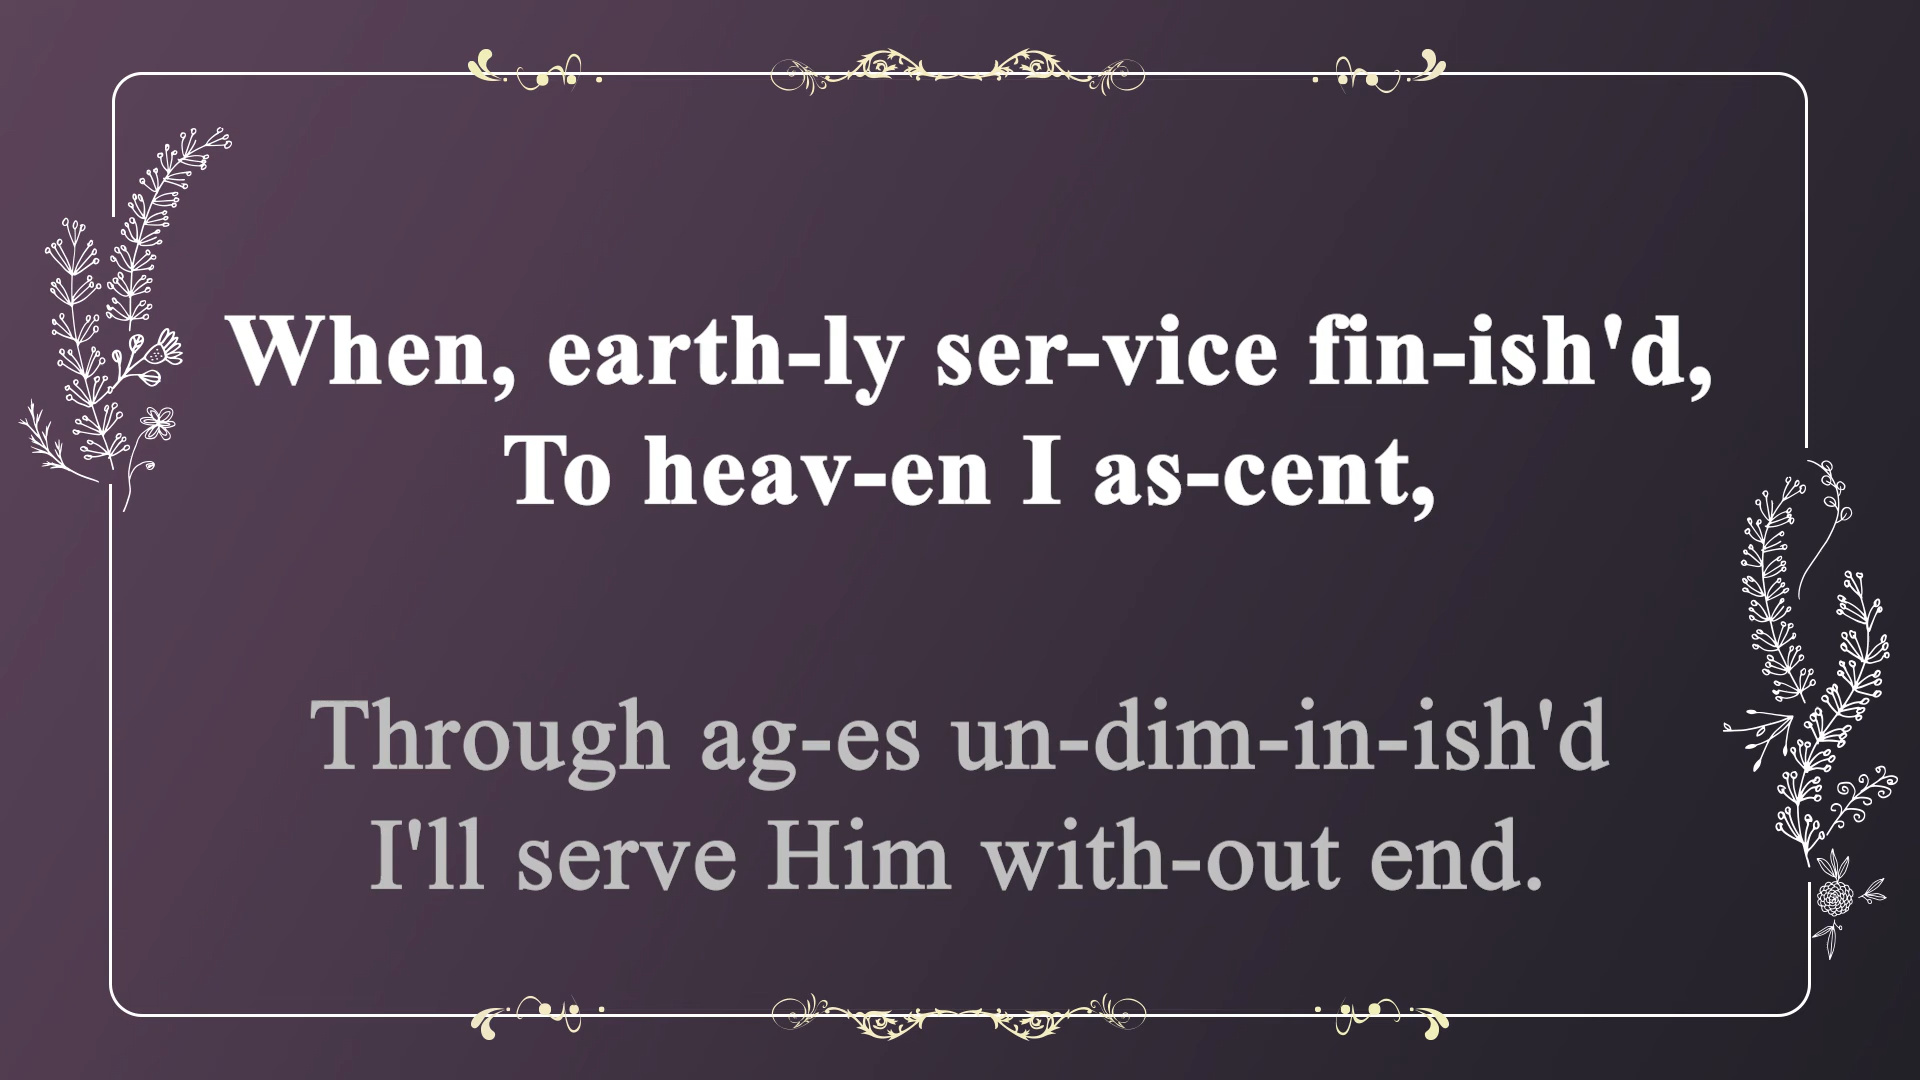 When, earth-ly ser-vice fin-ish'd,
To heav-en I as-cent,
Through ag-es un-dim-in-ish'd
I'll serve Him with-out end.